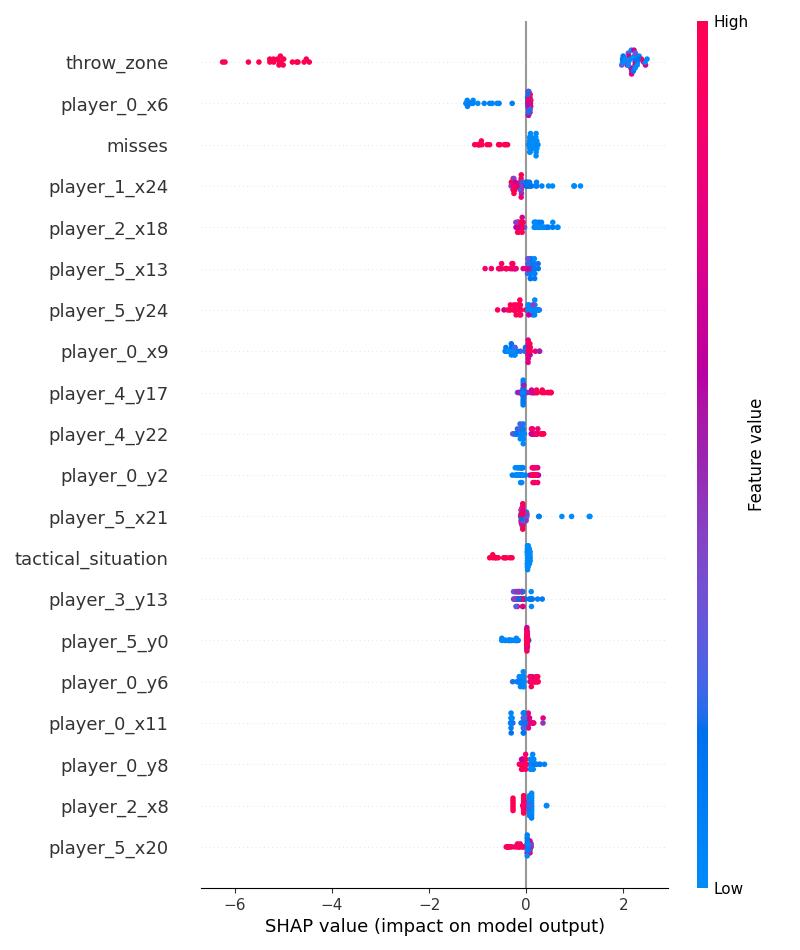 High
throw_zone
player_0_x6
misses
player_1_x24
player_2_x18
player_5_x13
player_5_y24
player_0_x9
player_4_y17
player_4_y22
player_0_y2
player_5_x21
tactical_situation
player_3_y13
player_5_y0
player_0_y6
player_0_x11
player_0_y8
player_2_x8
player_5_x20
Feature value
Low
−6 −4 −2 0 2
SHAP value (impact on model output)